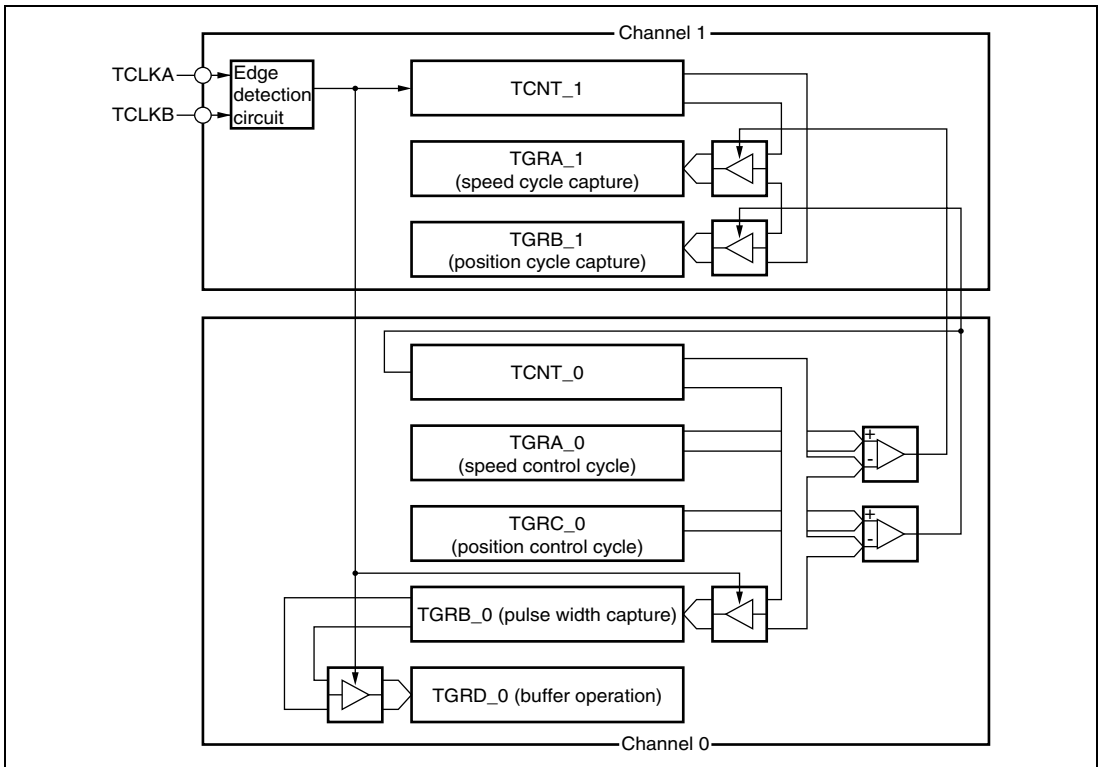 Channel 1
TCLKA
TCLKB
Edge
detection
circuit
TCNT_1
TGRA_1
(speed cycle capture)
TGRB_1
(position cycle capture)
TCNT_0
TGRA_0
(speed control cycle)
+
-
TGRC_0
(position control cycle)
+
-
TGRB_0 (pulse width capture)
TGRD_0 (buffer operation)
Channel 0